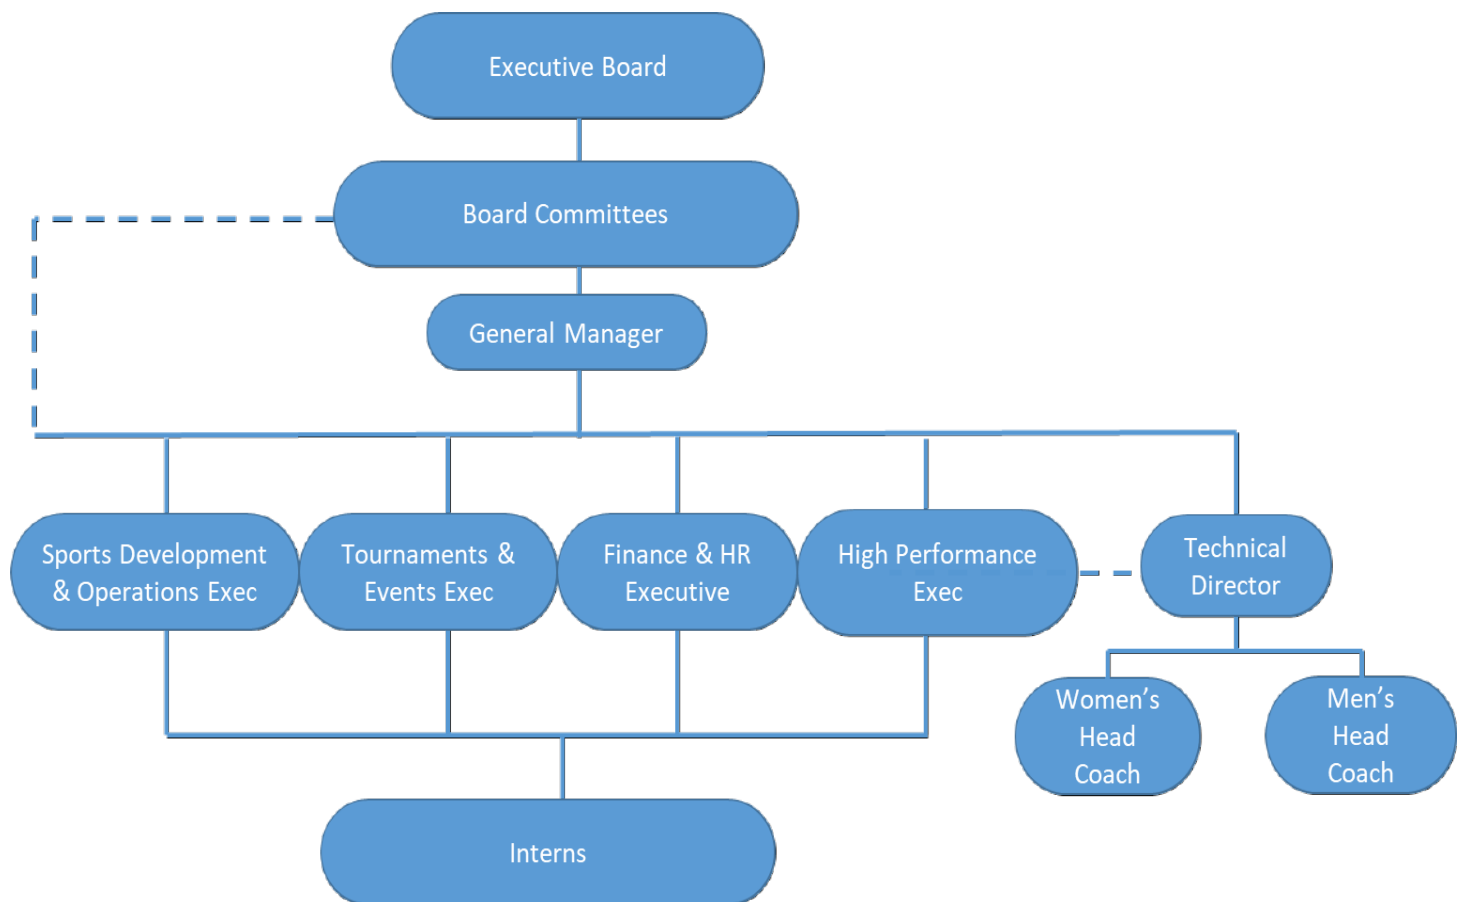 Executive Board
Board Committees
General Manager
Sports Development
& Operations Exec
Tournaments &
Events Exec
Finance & HR
Executive
High Performance
Exec
Technical
Director
Women’s
Head
Coach
Men’s
Head
Coach
Interns